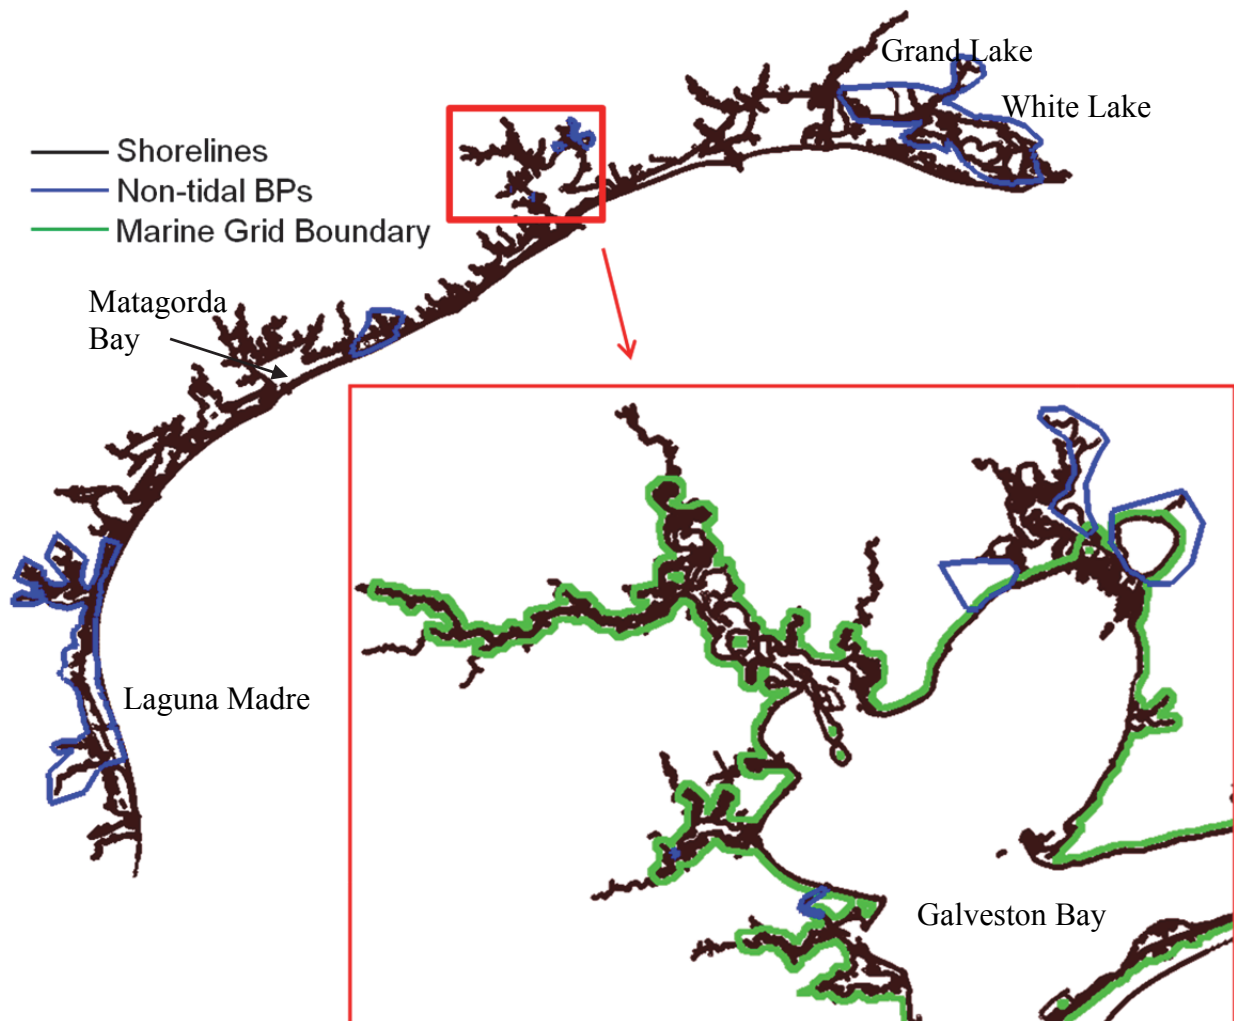 Grand Lake
White Lake
Shorelines
Non-tidal BPs
Marine Grid Boundary
Matagorda
Bay
Laguna Madre
Galveston Bay